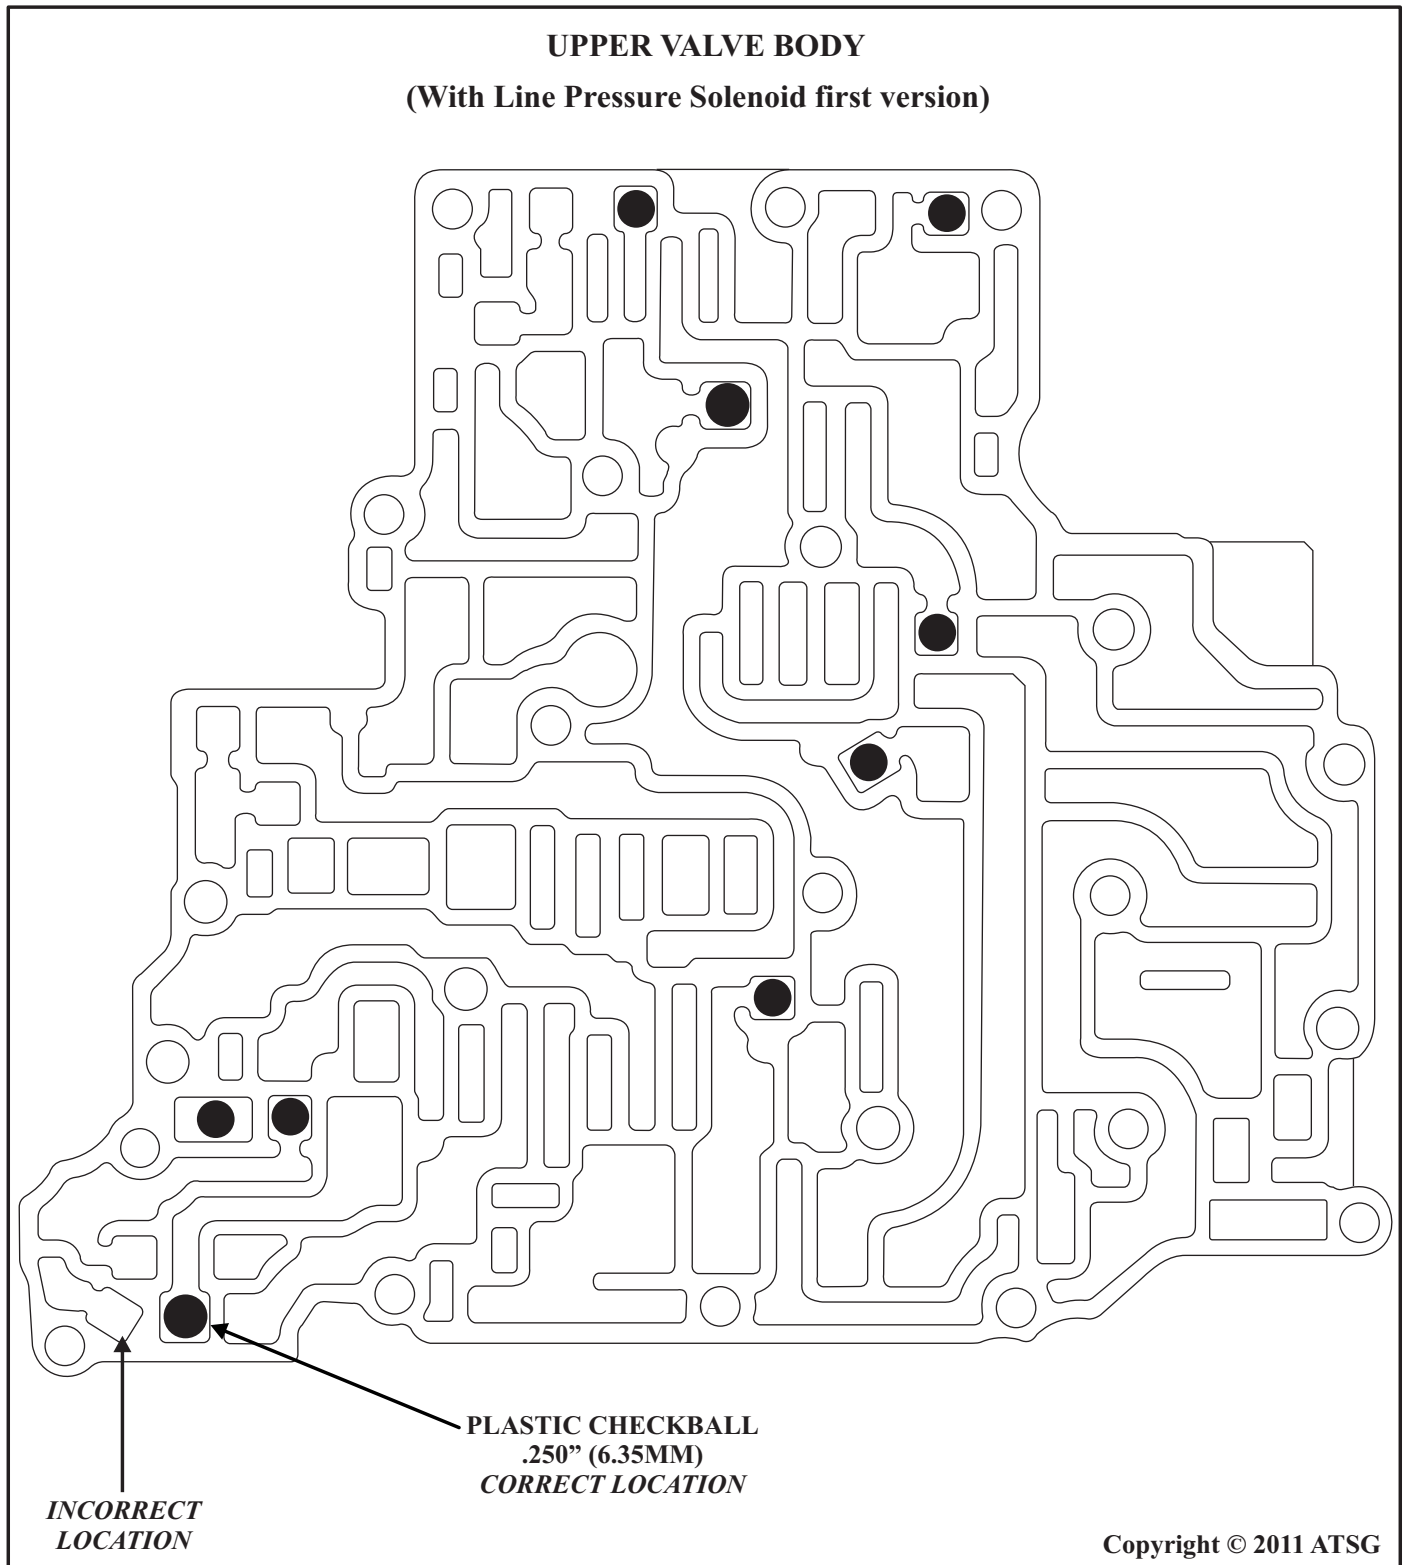 UPPER VALVE BODY
(With Line Pressure Solenoid first version)
PLASTIC CHECKBALL
.250” (6.35MM)
CORRECT LOCATION
INCORRECT
LOCATION
Copyright © 2011 ATSG